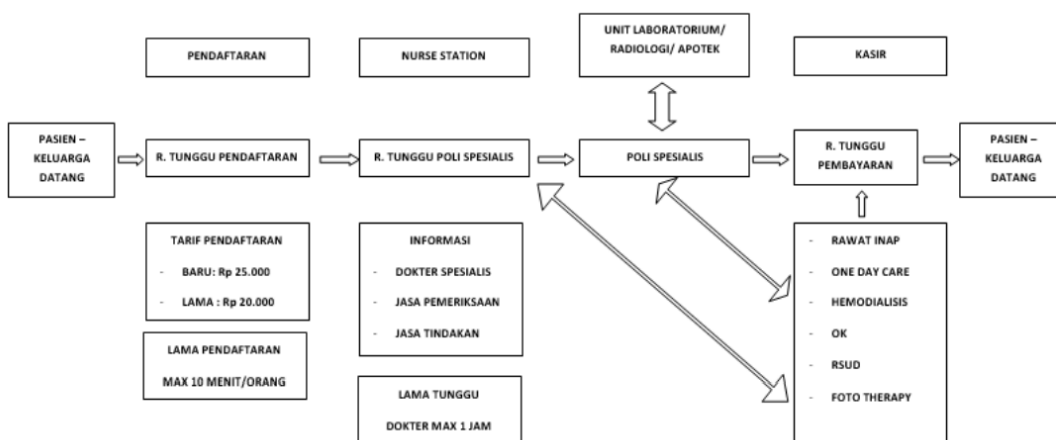 PENDAFTARAN
NURSE STATION
UNIT LABORATORIUM/
RADIOLOGI/ APOTEK
KASIR
PASIEN –
KELUARGA
DATANG
R. TUNGGU PENDAFTARAN
R. TUNGGU POLI SPESIALIS
POLI SPESIALIS
R. TUNGGU
PEMBAYARAN
PASIEN –
KELUARGA
DATANG
TARIF PENDAFTARAN
- BARU: Rp 25.000
- LAMA : Rp 20.000
LAMA PENDAFTARAN
MAX 10 MENIT/ORANG
INFORMASI
- DOKTER SPESIALIS
- JASA PEMERIKSAAN
- JASA TINDAKAN
LAMA TUNGGU
DOKTER MAX 1 JAM
- RAWAT INAP
- ONE DAY CARE
- HEMODIALISIS
- OK
- RSUD
- FOTO THERAPY